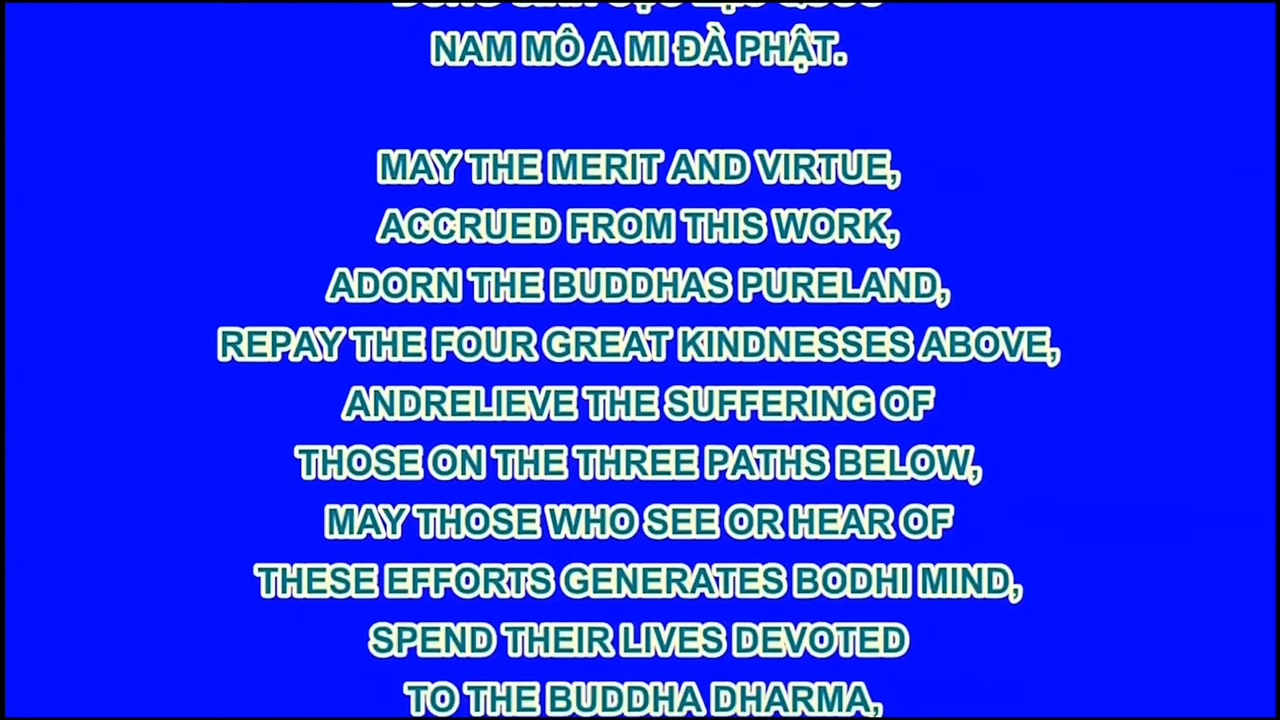 NAM MÔ A MI ĐÀ PHẬT.
MAY THE MERIT AND VIRTUE,
ACCRUED FROM THIS WORK,
ADORN THE BUDDHAS PURELAND,
REPAY THE FOUR GREAT KINDNESSES ABOVE,
ANDRELIEVE THE SUFFERING OF
THOSE ON THE THREE PATHS BELOW,
MAY THOSE WHO SEE OR HEAR OF
THESE EFFORTS GENERATES BODHI MIND,
SPEND THEIR LIVES DEVOTED
TO THE BUDDHA DHARMA,